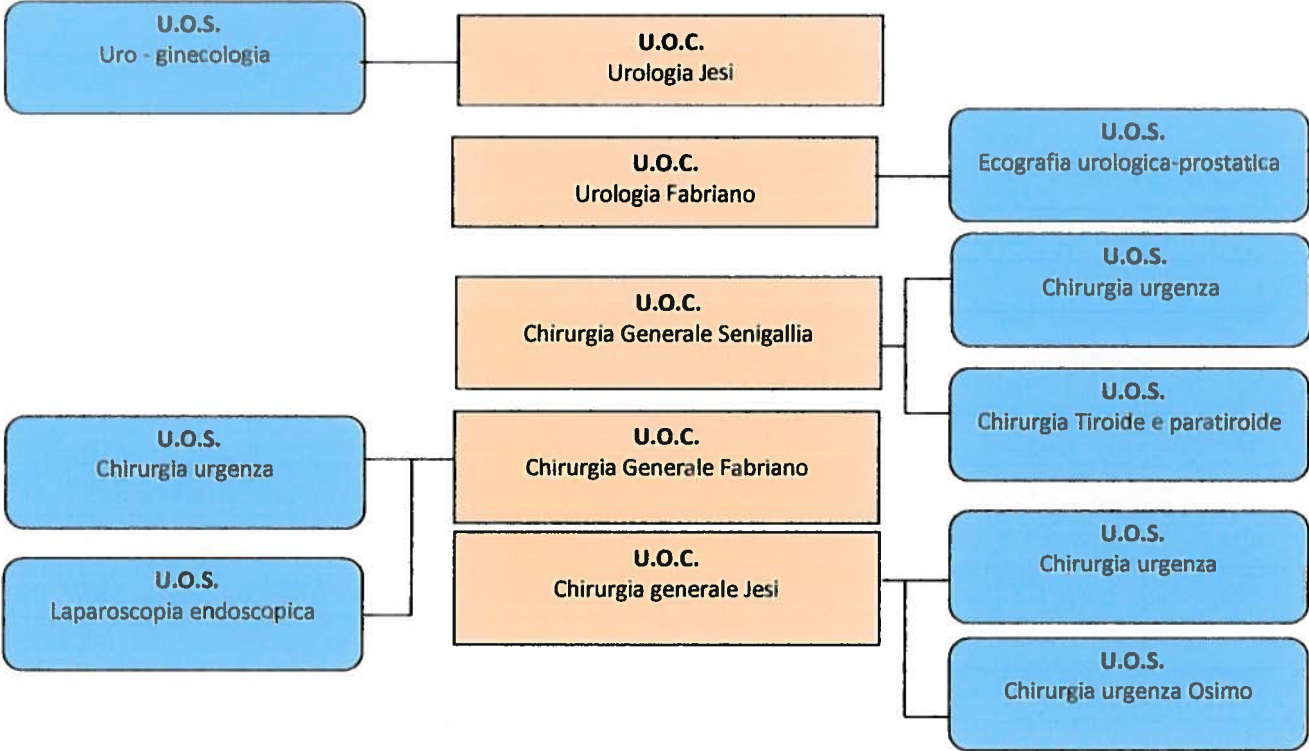 U.O.S.
Uro - ginecologia
U.O.C.
Urologia Jesi
U.O.C.
Urologia Fabriano
U.O.S.
Ecografia urologica-prostatica
U.O.C.
Chirurgia Generale Senigallia
U.O.S.
Chirurgia urgenza
U.O.S.
Chirurgia Tiroide e paratiroide
U.O.S.
Chirurgia urgenza
U.O.C.
Chirurgia Generale Fabriano
U.O.S.
Laparoscopia endoscopica
U.O.C.
Chirurgia generale Jesi
U.O.S.
Chirurgia urgenza
U.O.S.
Chirurgia urgenza Osimo